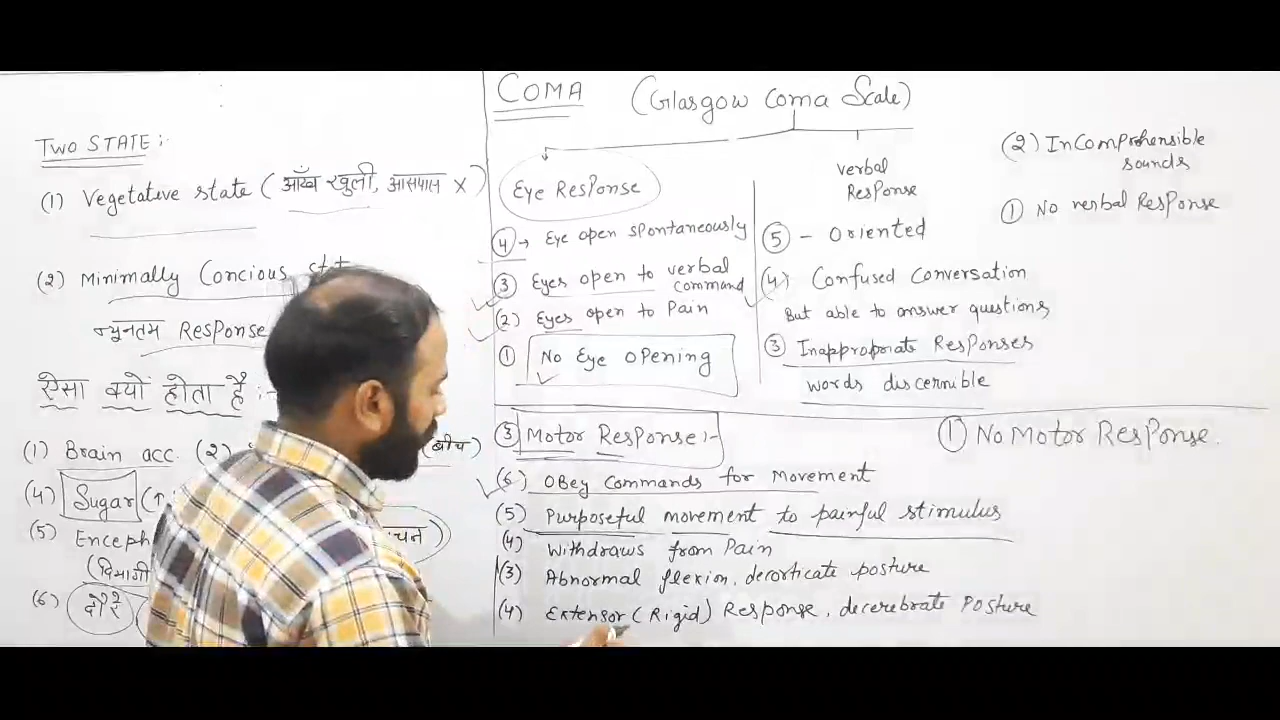 TWO STATE:-
(1) Vegetative state (आँख खुली, आसपास X)
(2) Minimally Concious
न्यूनतम Response
ऐसा क्यों होता है:-
(1) Brain acc. (2) (बीच)
(4) Sugar (↑
(5) Enceph
(दिमागी
(6) दौरे
COMA (Glasgow Coma Scale)
Eye Response
④→ Eye open spontaneously
③ Eyes open to verbal command
(2) Eyes open to Pain
① No Eye opening
verbal
Response
⑤ - Oriented
(4) Confused Conversation
But able to answer questions
③ Inapproporiate Responses
words discernible
(2) InComprehensible
sounds
① No verbal Response
③ Motor Response:-
(6) Obey Commands for Movement
(5) Purposeful movement to painful stimulus
(4) withdraws from Pain
(3) Abnormal flexion, decorticate posture
(4) Extensor (Rigid) Response, decerebrate Posture
① No Motor Response.